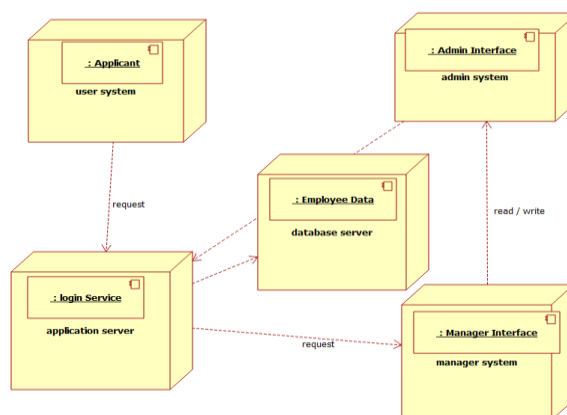 : Applicant
user system
: Admin Interface
admin system
request
: Employee Data
database server
read / write
: login Service
application server
request
: Manager Interface
manager system